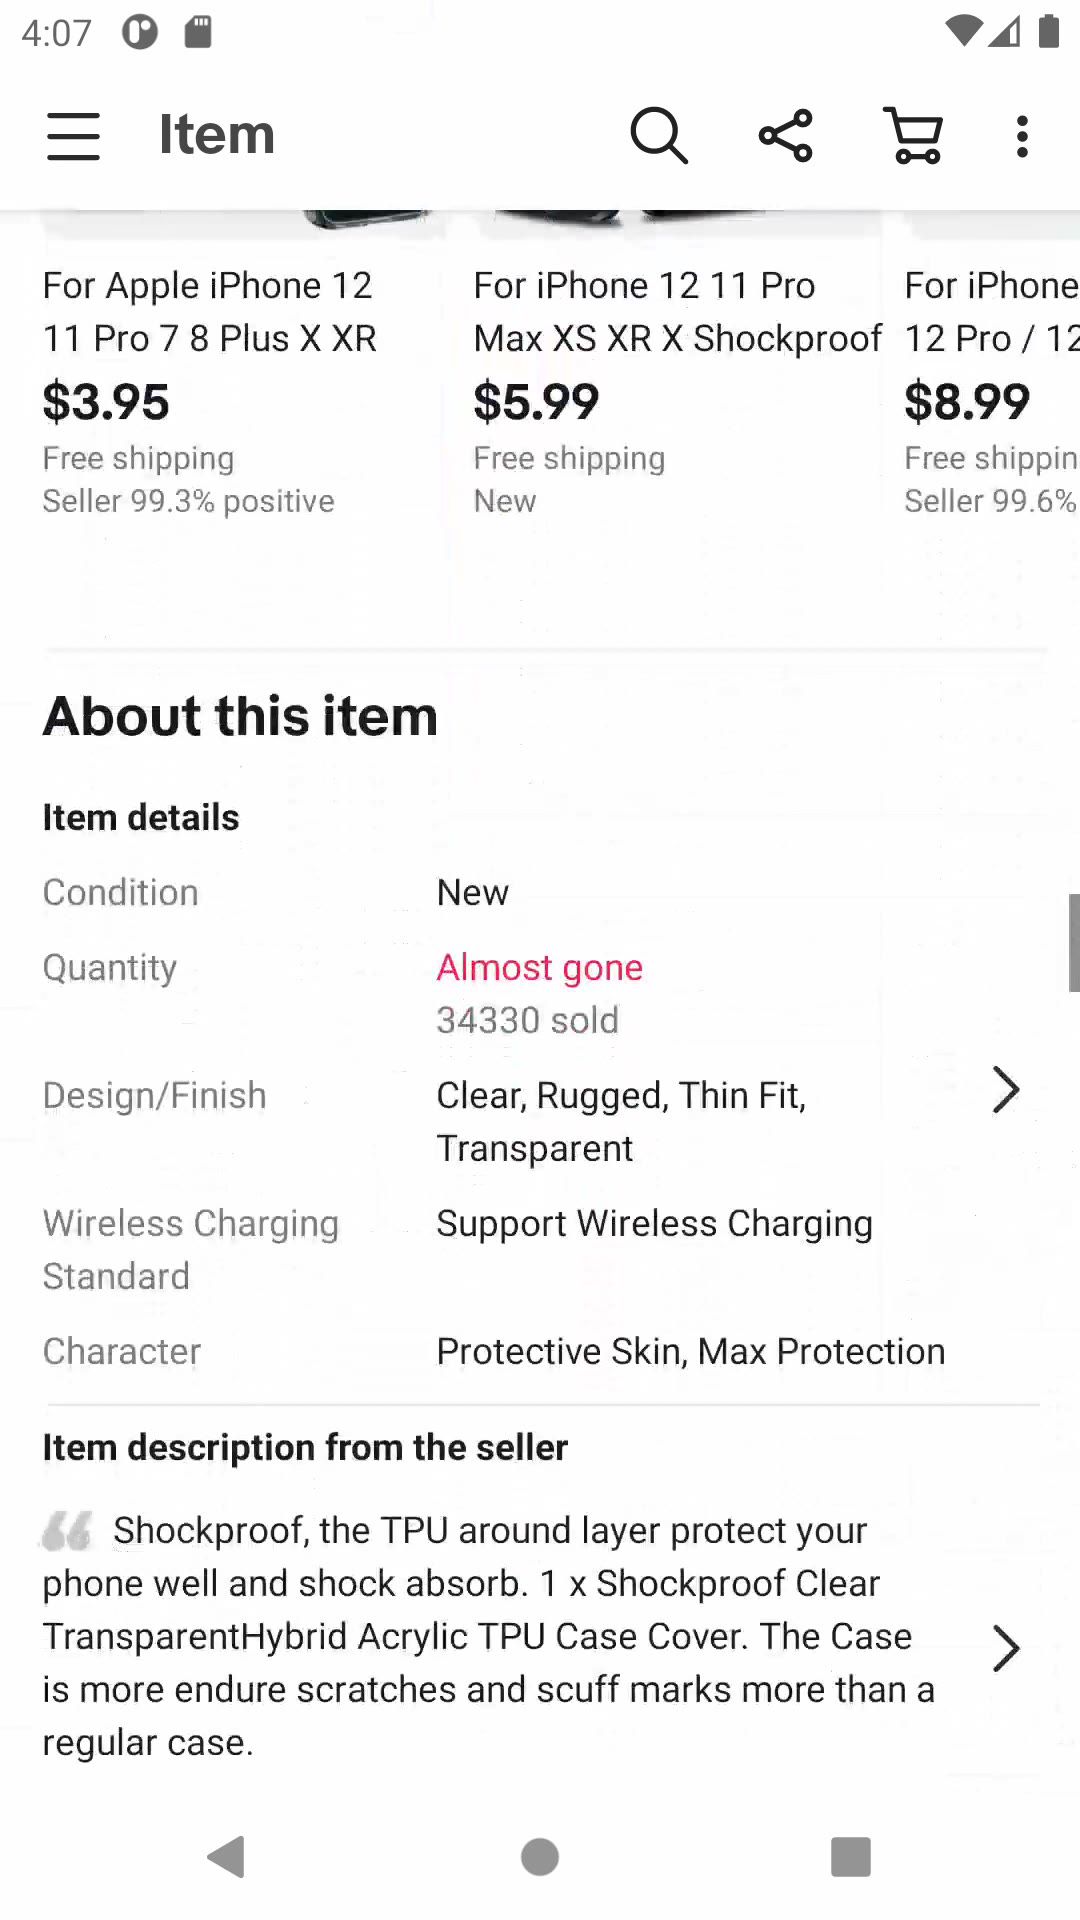 4:07
Item
For Apple iPhone 12
11 Pro 7 8 Plus X XR
$3.95
Free shipping
Seller 99.3% positive
For iPhone 12 11 Pro
Max XS XR X Shockproof
$5.99
Free shipping
New
For iPhone
12 Pro / 12
$8.99
Free shippin
Seller 99.6%
About this item
Item details
Condition New
Quantity Almost gone
34330 sold
Design/Finish Clear, Rugged, Thin Fit,
Transparent
Wireless Charging Support Wireless Charging
Standard
Character Protective Skin, Max Protection
Item description from the seller
“ Shockproof, the TPU around layer protect your
phone well and shock absorb. 1 x Shockproof Clear
TransparentHybrid Acrylic TPU Case Cover. The Case
is more endure scratches and scuff marks more than a
regular case.